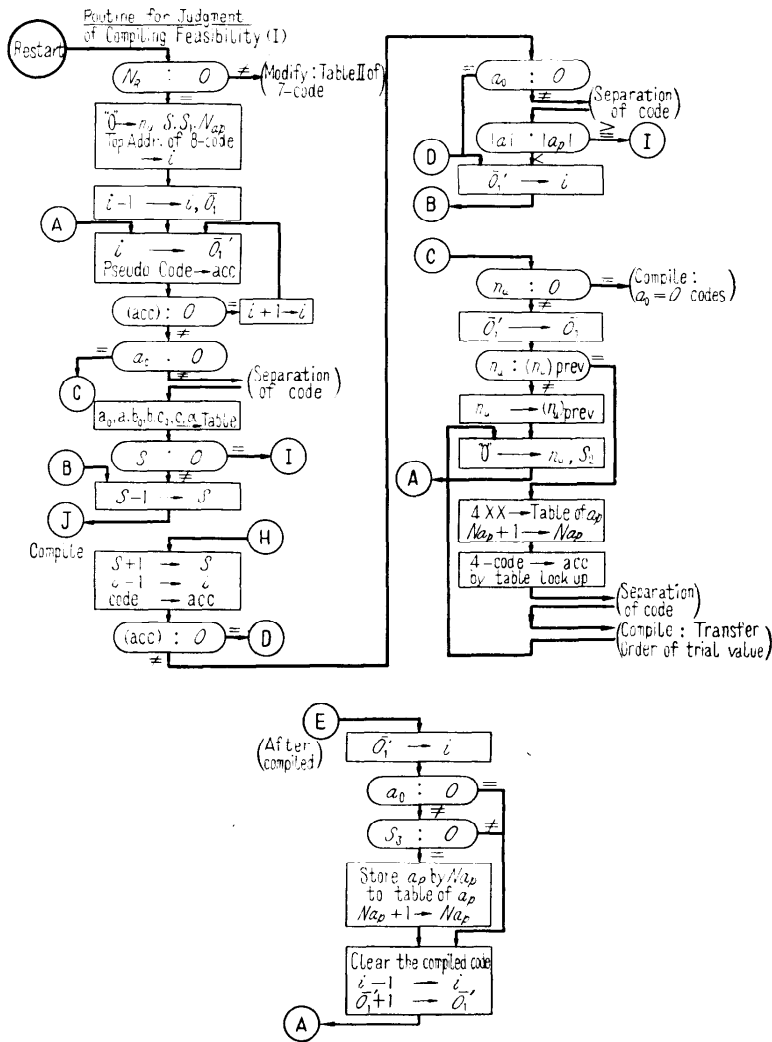 Routine for Judgment
of Compiling Feasibility (I)
Restart
N₂ : 0
≠
(Modify: Table II of
7-code)
=
"0" → nᵤ, S, S₁, Nap
Top Addr. of 8-code
→ i
i-1 → i, Ō₁
A
i → Ō₁′
Pseudo Code → acc
(acc) : 0
=
i+1 → i
≠
a₀ : 0
=
≠
C
(Separation
of code)
a₀, a, b₀, b, c₀, c, α Table
S : 0
=
I
≠
B
S-1 → S
J
Compute
H
S+1 → S
i-1 → i
code → acc
(acc) : 0
=
D
≠
a₀ : 0
=
≠
(Separation
of code)
|a| : |aₚ|
≧
I
<
D
Ō₁′ → i
B
C
nᵤ : 0
=
(Compile:
a₀ = 0 codes)
≠
Ō₁′ → Ō₁
nᵤ : (nᵤ) prev
=
≠
nᵤ → (nᵤ) prev
"0" → nᵤ, S₂
A
4XX → Table of aₚ
Naₚ+1 → Naₚ
4-code → acc
by table look up
(Separation
of code)
(Compile: Transfer
Order of trial value)
E
(After
compiled)
Ō₁′ → i
a₀ : 0
=
≠
S₃ : 0
≠
=
Store aₚ by Naₚ
to table of aₚ
Naₚ+1 → Naₚ
Clear the compiled code
i-1 → i
Ō₁′+1 → Ō₁′
A